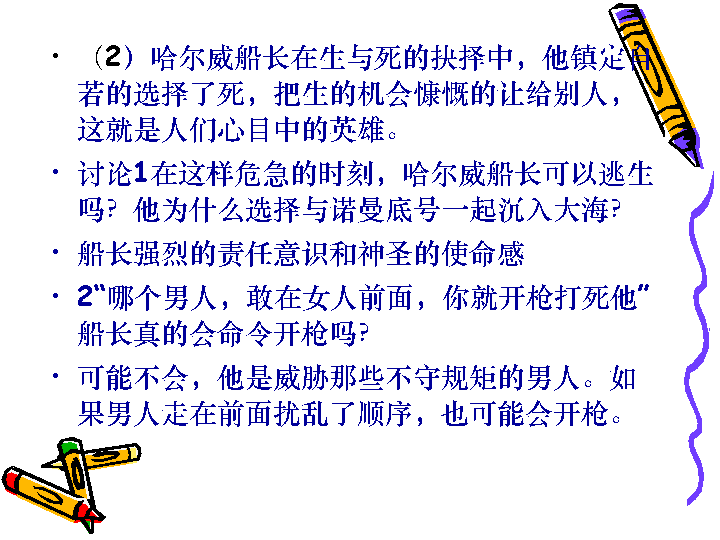 • （2）哈尔威船长在生与死的抉择中，他镇定自
若的选择了死，把生的机会慷慨的让给别人，
这就是人们心目中的英雄。
• 讨论1在这样危急的时刻，哈尔威船长可以逃生
吗？他为什么选择与诺曼底号一起沉入大海？
• 船长强烈的责任意识和神圣的使命感
• 2“哪个男人，敢在女人前面，你就开枪打死他”
船长真的会命令开枪吗？
• 可能不会，他是威胁那些不守规矩的男人。如
果男人走在前面扰乱了顺序，也可能会开枪。